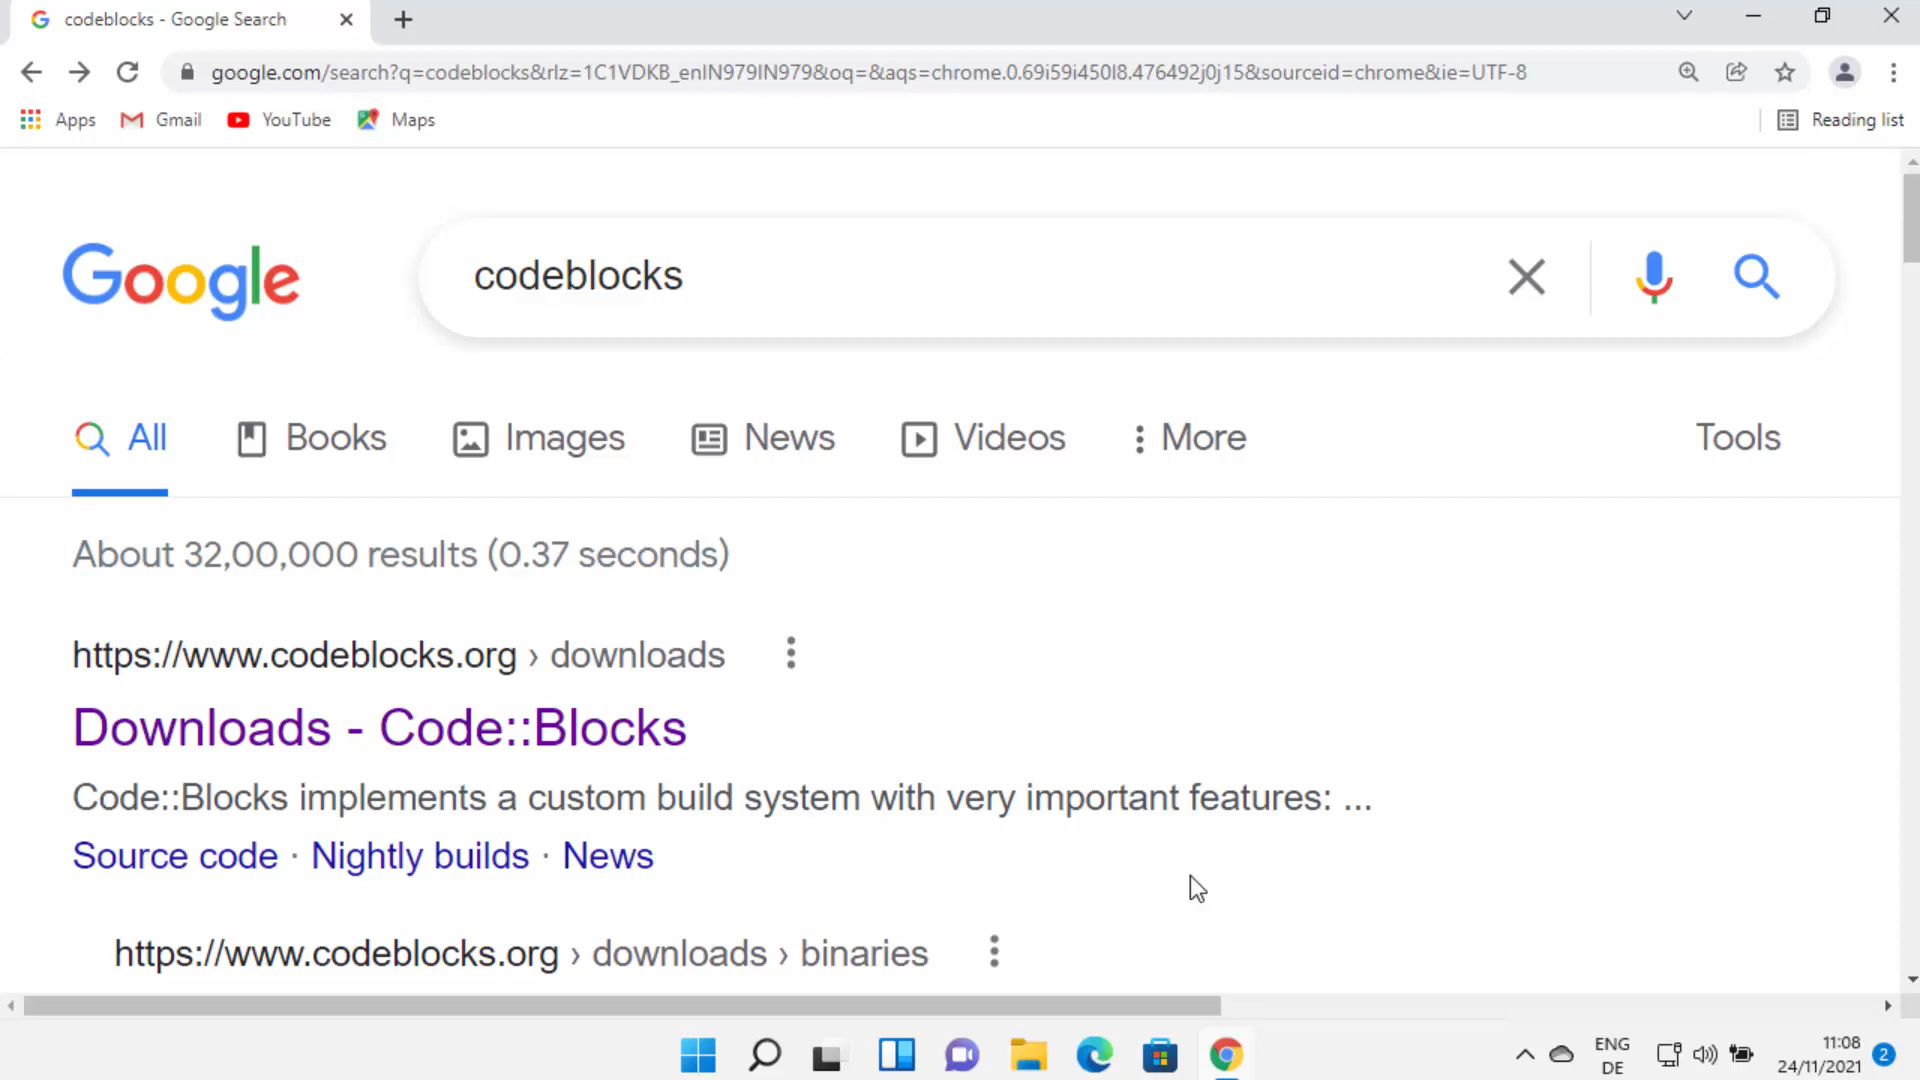 codeblocks - Google Search
google.com/search?q=codeblocks&rlz=1C1VDKB_enIN979IN979&oq=&aqs=chrome.0.69i59i450l8.476492j0j15&sourceid=chrome&ie=UTF-8
Apps Gmail YouTube Maps Reading list
Google codeblocks
All Books Images News Videos More Tools
About 32,00,000 results (0.37 seconds)
https://www.codeblocks.org › downloads
Downloads - Code::Blocks
Code::Blocks implements a custom build system with very important features: ...
Source code · Nightly builds · News
https://www.codeblocks.org › downloads › binaries
ENG 11:08
DE 24/11/2021 2